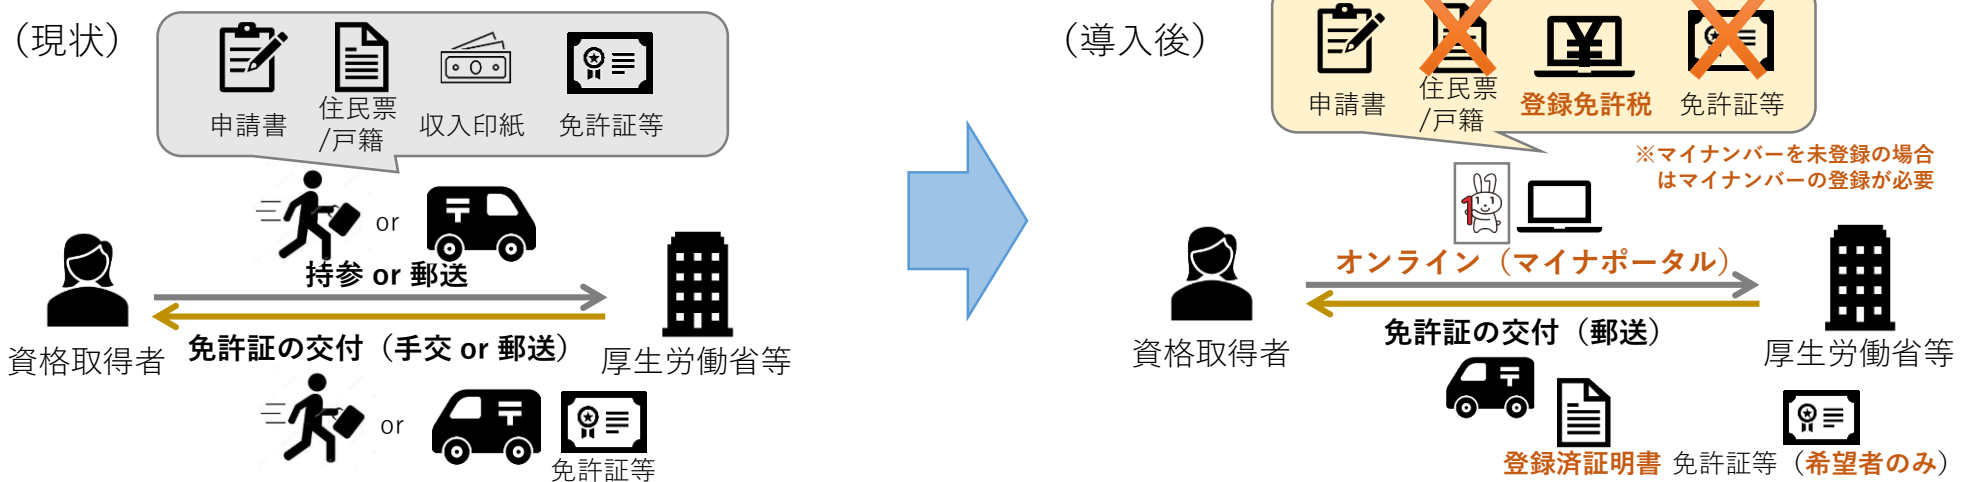 （現状）
申請書
住民票
/戸籍
収入印紙
免許証等
or
〒
持参 or 郵送
資格取得者
免許証の交付（手交 or 郵送）
厚生労働省等
or
〒
免許証等
（導入後）
申請書
住民票
/戸籍
¥
登録免許税
免許証等
※マイナンバーを未登録の場合
はマイナンバーの登録が必要
1
オンライン（マイナポータル）
資格取得者
免許証の交付（郵送）
厚生労働省等
〒
登録済証明書
免許証等（希望者のみ）